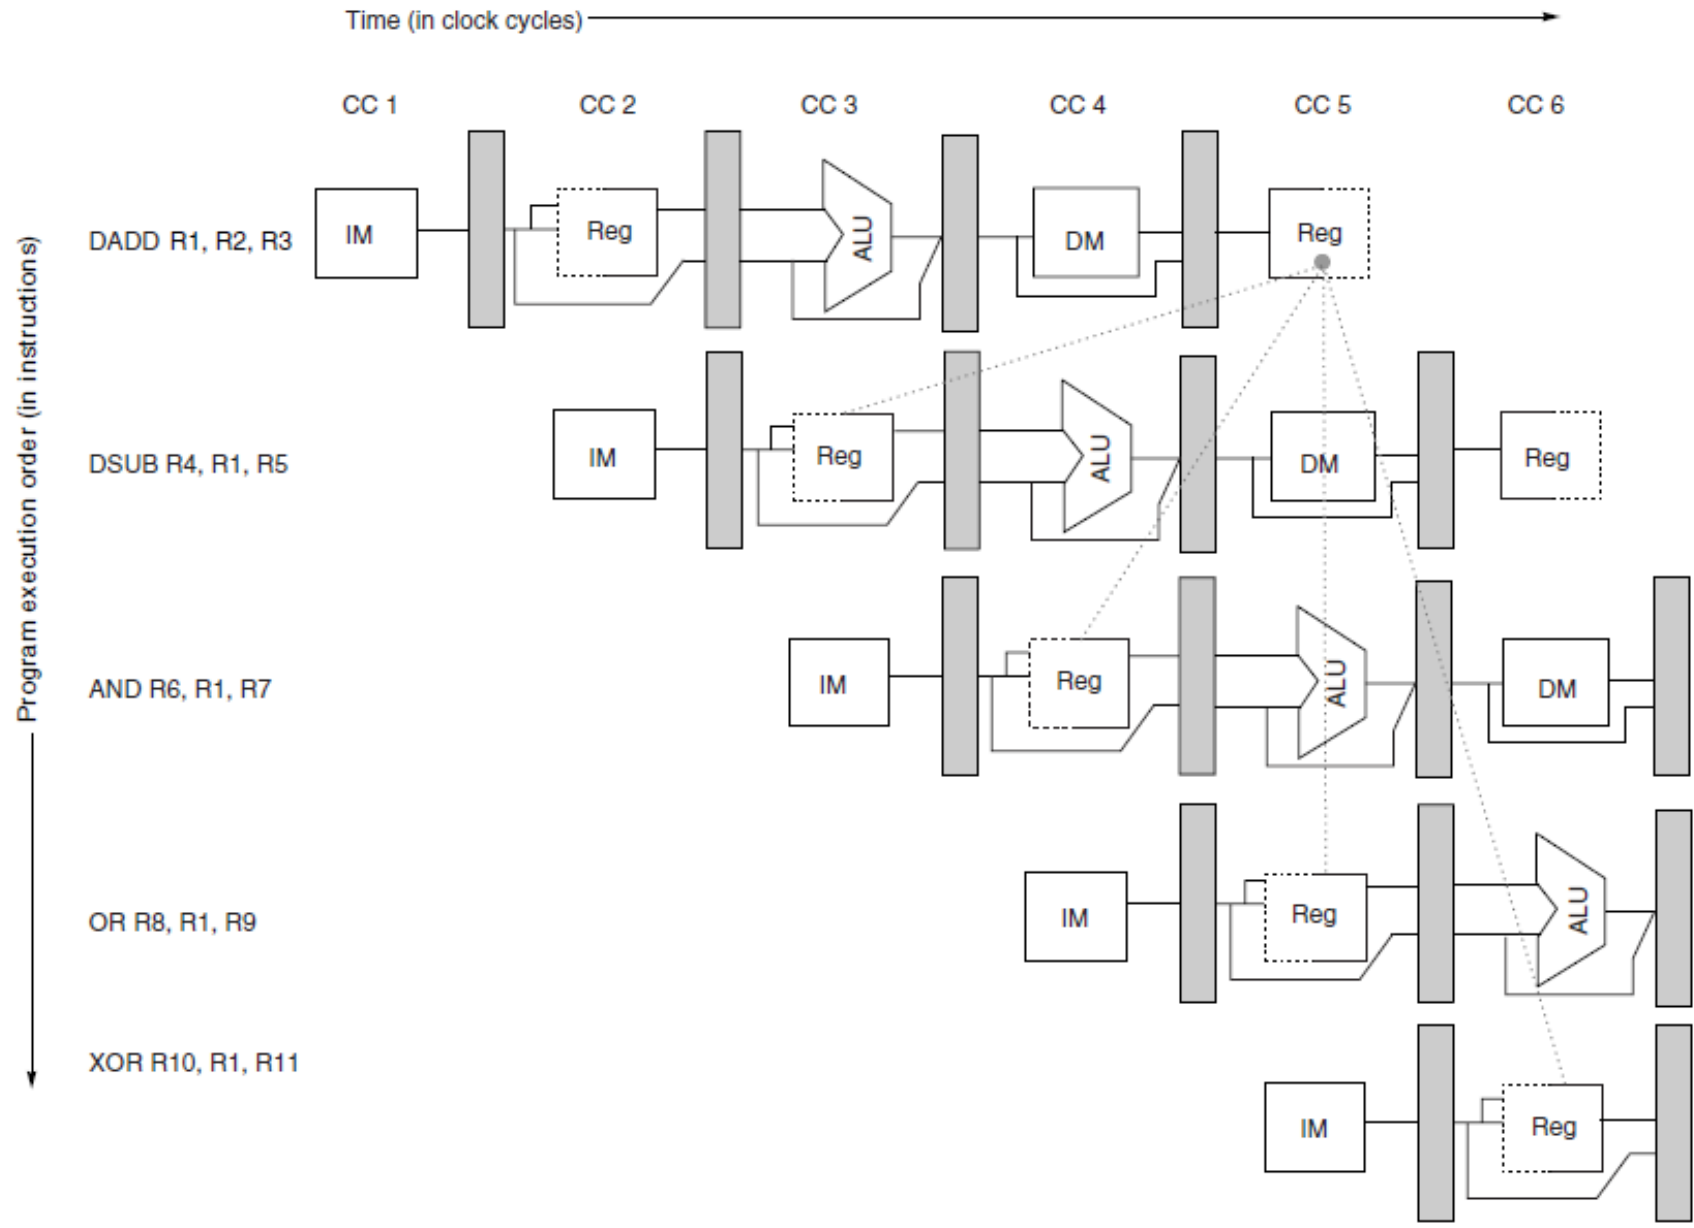 Time (in clock cycles)
CC 1 CC 2 CC 3 CC 4 CC 5 CC 6
Program execution order (in instructions)
DADD R1, R2, R3 IM Reg ALU DM Reg
DSUB R4, R1, R5 IM Reg ALU DM Reg
AND R6, R1, R7 IM Reg ALU DM
OR R8, R1, R9 IM Reg ALU
XOR R10, R1, R11 IM Reg